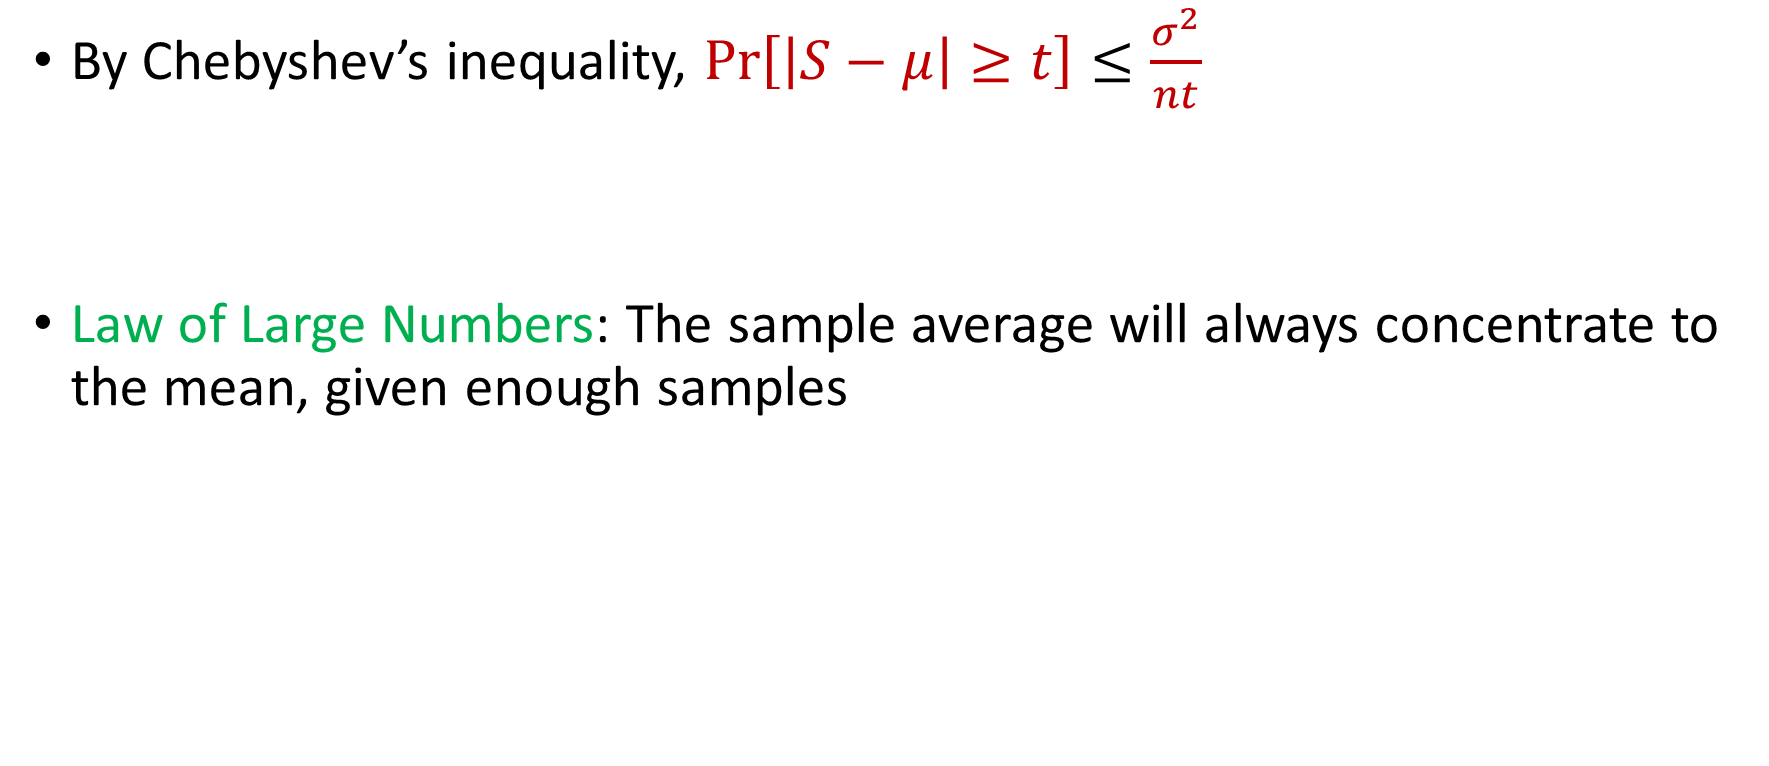 • By Chebyshev’s inequality, Pr[|𝑆 − 𝜇| ≥ 𝑡] ≤ 𝜎²/𝑛𝑡
• Law of Large Numbers: The sample average will always concentrate to
the mean, given enough samples